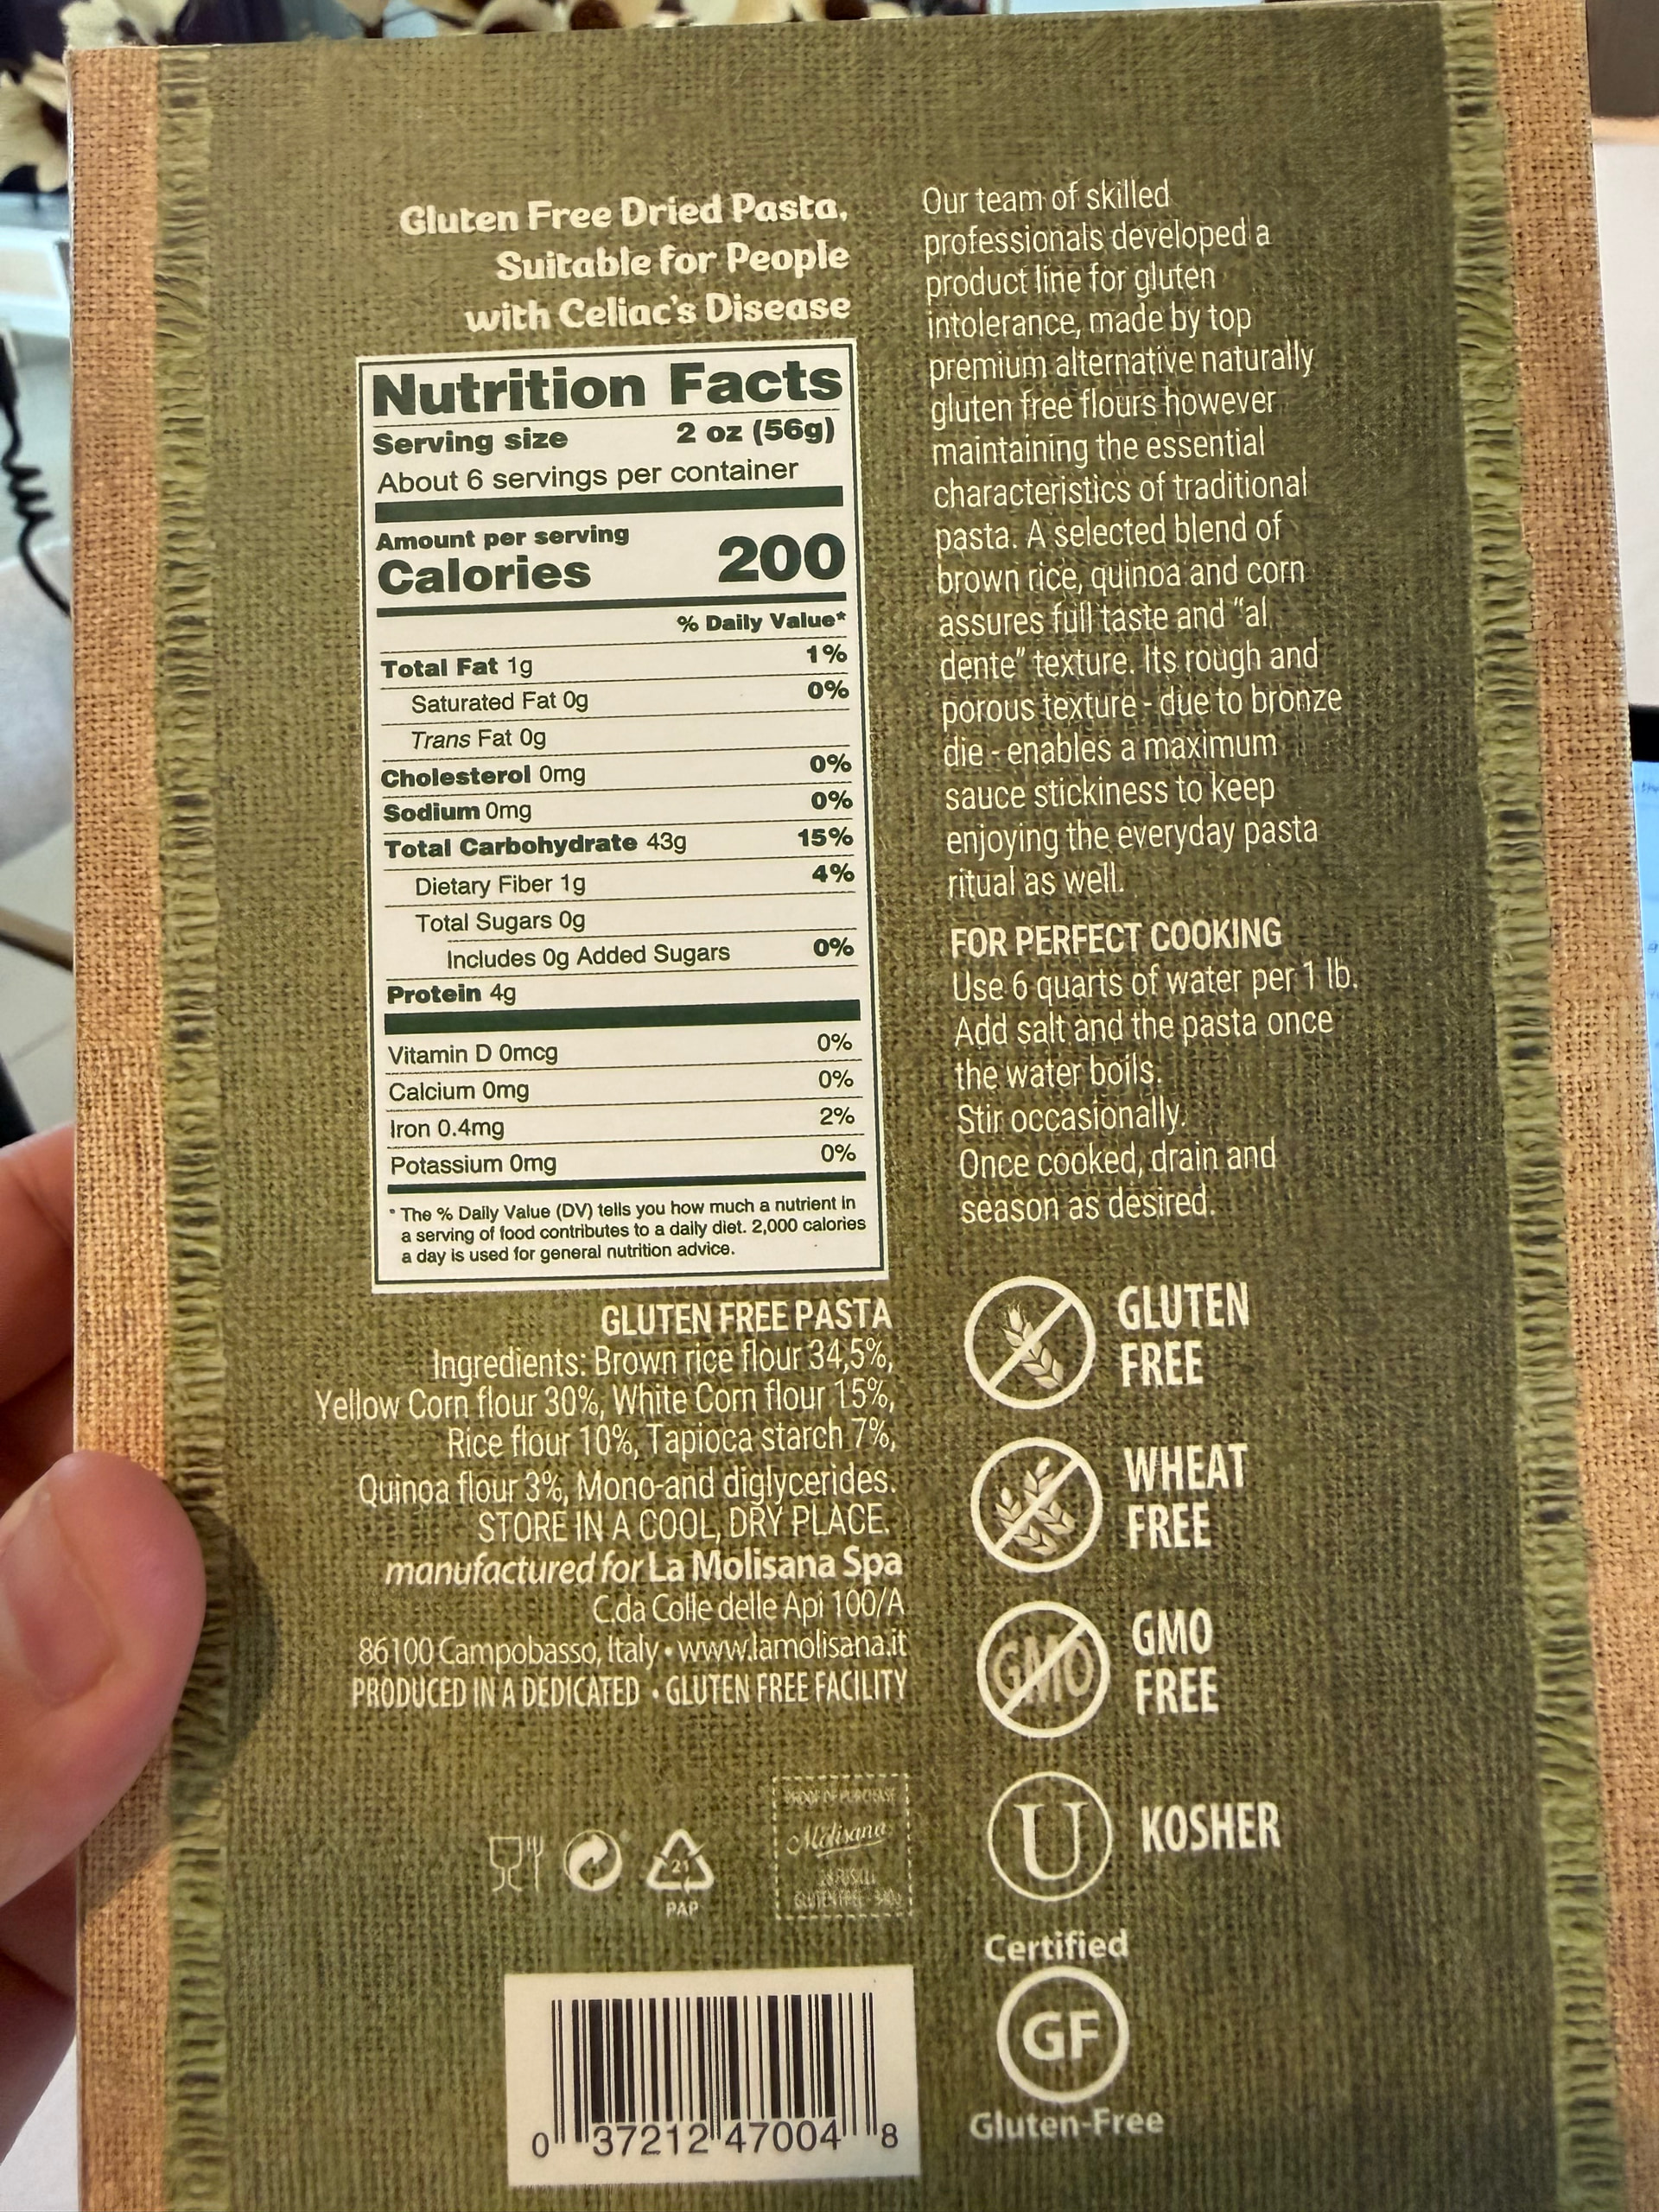 Gluten Free Dried Pasta,
Suitable for People
with Celiac's Disease
Nutrition Facts
Serving size 2 oz (56g)
About 6 servings per container
Amount per serving
Calories 200
% Daily Value*
Total Fat 1g 1%
Saturated Fat 0g 0%
Trans Fat 0g
Cholesterol 0mg 0%
Sodium 0mg 0%
Total Carbohydrate 43g 15%
Dietary Fiber 1g 4%
Total Sugars 0g
Includes 0g Added Sugars 0%
Protein 4g
Vitamin D 0mcg 0%
Calcium 0mg 0%
Iron 0.4mg 2%
Potassium 0mg 0%
* The % Daily Value (DV) tells you how much a nutrient in
a serving of food contributes to a daily diet. 2,000 calories
a day is used for general nutrition advice.
GLUTEN FREE PASTA
Ingredients: Brown rice flour 34,5%,
Yellow Corn flour 30%, White Corn flour 15%,
Rice flour 10%, Tapioca starch 7%,
Quinoa flour 3%, Mono-and diglycerides.
STORE IN A COOL, DRY PLACE.
manufactured for La Molisana Spa
C.da Colle delle Api 100/A
86100 Campobasso, Italy • www.lamolisana.it
PRODUCED IN A DEDICATED • GLUTEN FREE FACILITY
21
PAP
PROOF OF PURCHASE
Molisana
28 FUSILLI
GLUTEN FREE - 340g
0 37212 47004 8
Our team of skilled
professionals developed a
product line for gluten
intolerance, made by top
premium alternative naturally
gluten free flours however
maintaining the essential
characteristics of traditional
pasta. A selected blend of
brown rice, quinoa and corn
assures full taste and "al
dente" texture. Its rough and
porous texture - due to bronze
die - enables a maximum
sauce stickiness to keep
enjoying the everyday pasta
ritual as well.
FOR PERFECT COOKING
Use 6 quarts of water per 1 lb.
Add salt and the pasta once
the water boils.
Stir occasionally.
Once cooked, drain and
season as desired.
GLUTEN
FREE
WHEAT
FREE
GMO
GMO
FREE
U
KOSHER
Certified
GF
Gluten-Free